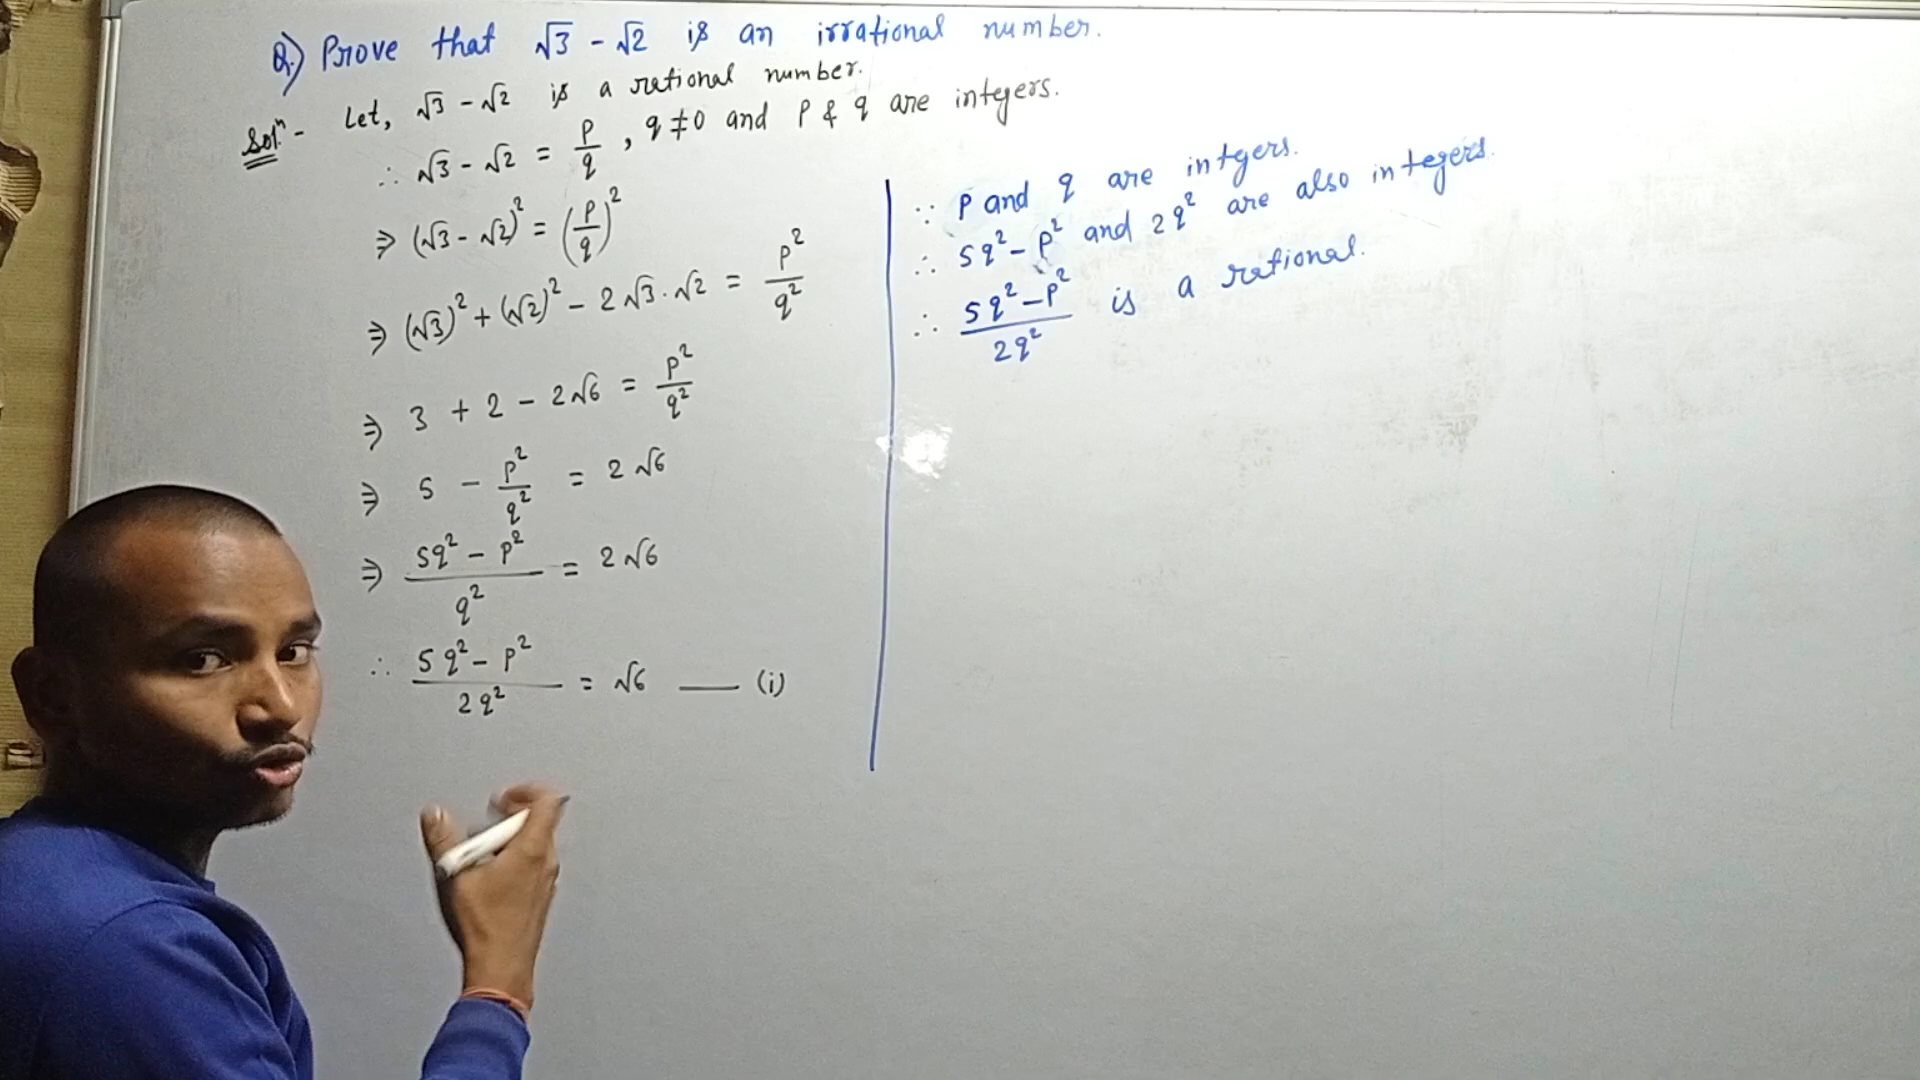 Q.) Prove that √3 - √2 is an irrational number.
Solⁿ - Let, √3 - √2 is a rational number.
∴ √3 - √2 = p/q , q ≠ 0 and p & q are integers.
⇒ (√3 - √2)² = (p/q)²
⇒ (√3)² + (√2)² - 2√3·√2 = p²/q²
⇒ 3 + 2 - 2√6 = p²/q²
⇒ 5 - p²/q² = 2√6
⇒ (5q² - p²)/q² = 2√6
∴ (5q² - p²)/2q² = √6 — (i)
∵ p and q are intgers.
∴ 5q² - p² and 2q² are also integers.
∴ (5q² - p²)/2q² is a rational.